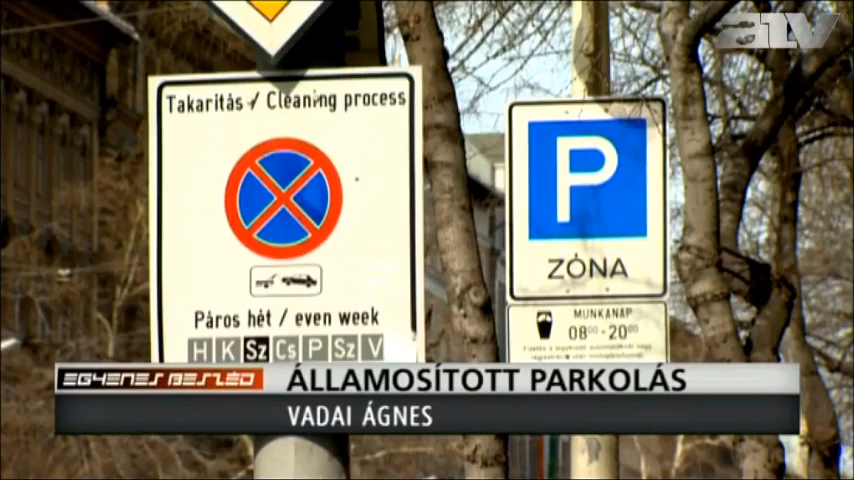 atv
Takarítás / Cleaning process
P
ZÓNA
Páros hét / even week
H K Sz Cs P Sz V
MUNKANAP
08⁰⁰-20⁰⁰
EGYENES BESZÉD
ÁLLAMOSÍTOTT PARKOLÁS
VADAI ÁGNES